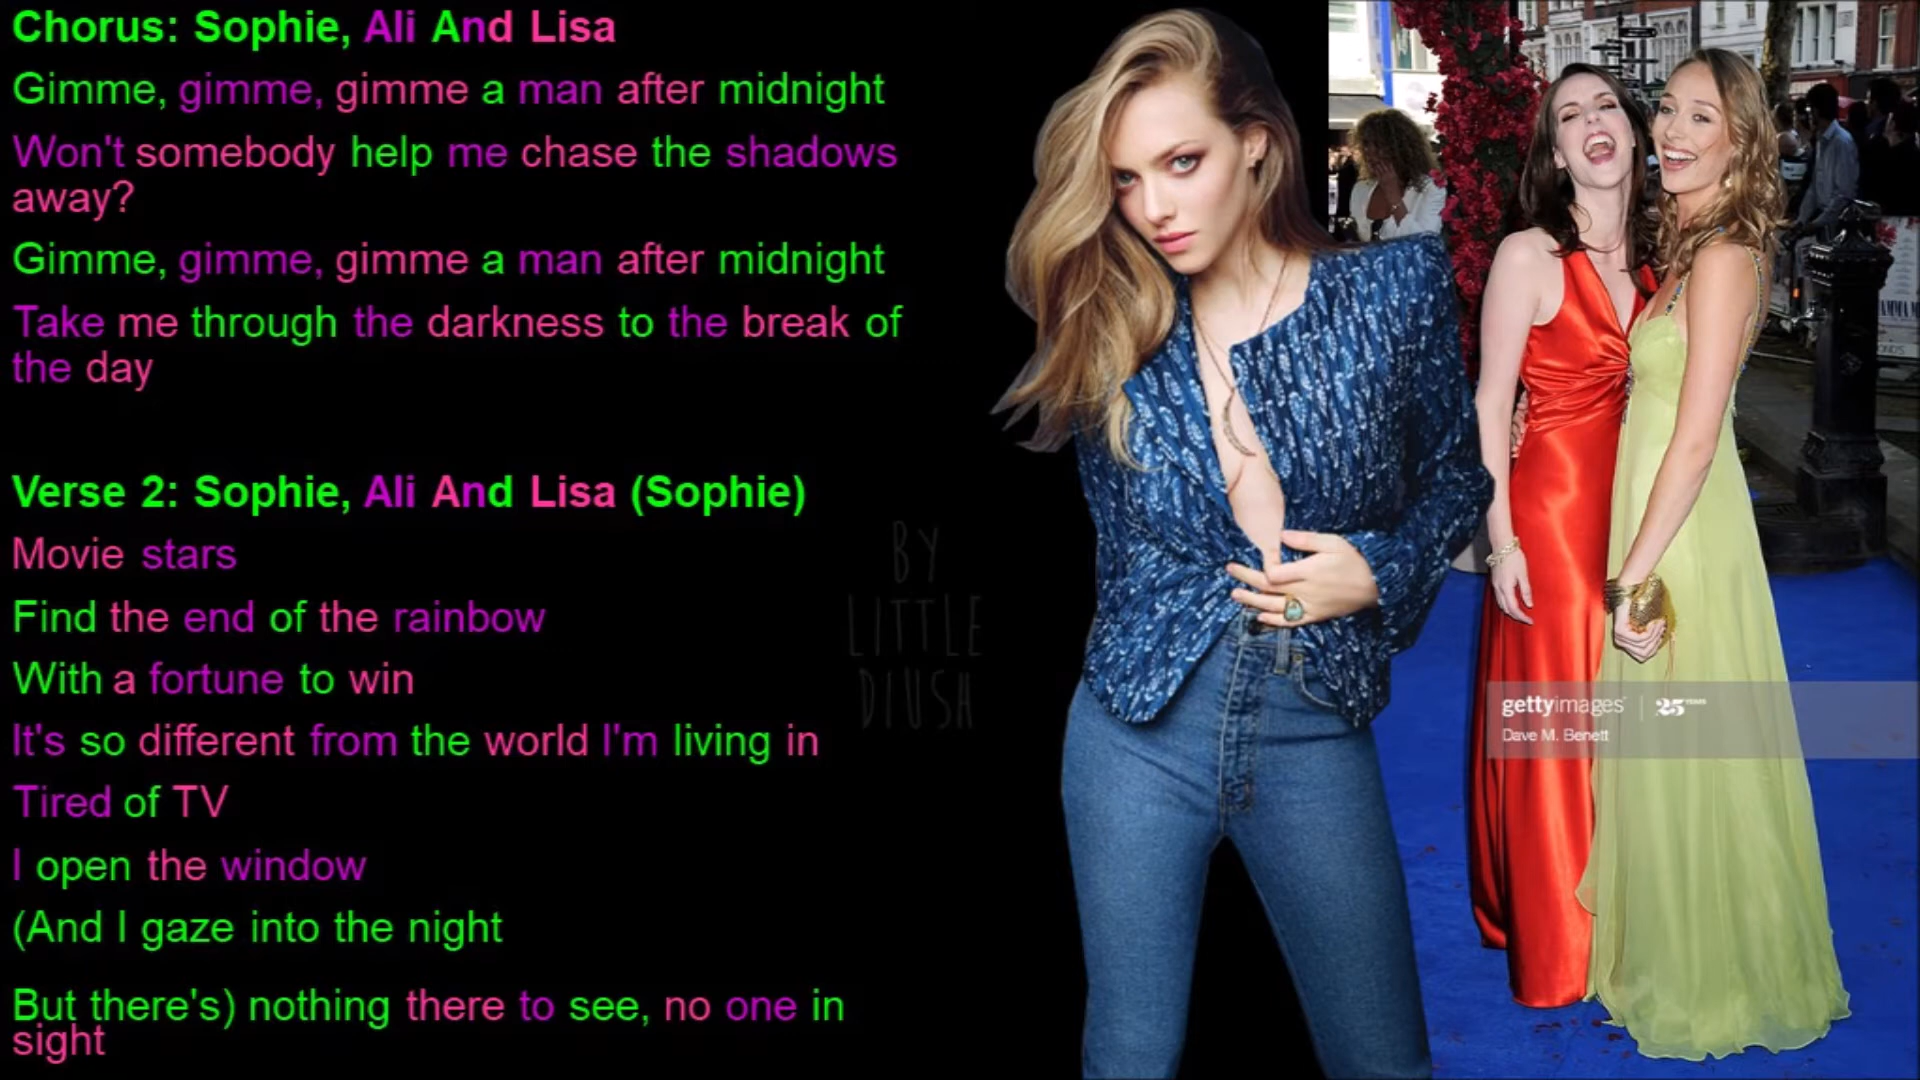 Chorus: Sophie, Ali And Lisa
Gimme, gimme, gimme a man after midnight
Won't somebody help me chase the shadows
away?
Gimme, gimme, gimme a man after midnight
Take me through the darkness to the break of
the day
Verse 2: Sophie, Ali And Lisa (Sophie)
Movie stars
Find the end of the rainbow
With a fortune to win
It's so different from the world I'm living in
Tired of TV
I open the window
(And I gaze into the night
But there's) nothing there to see, no one in
sight
BY
LITTLE
DIUSH
gettyimages | 25 YEARS
Dave M. Benett